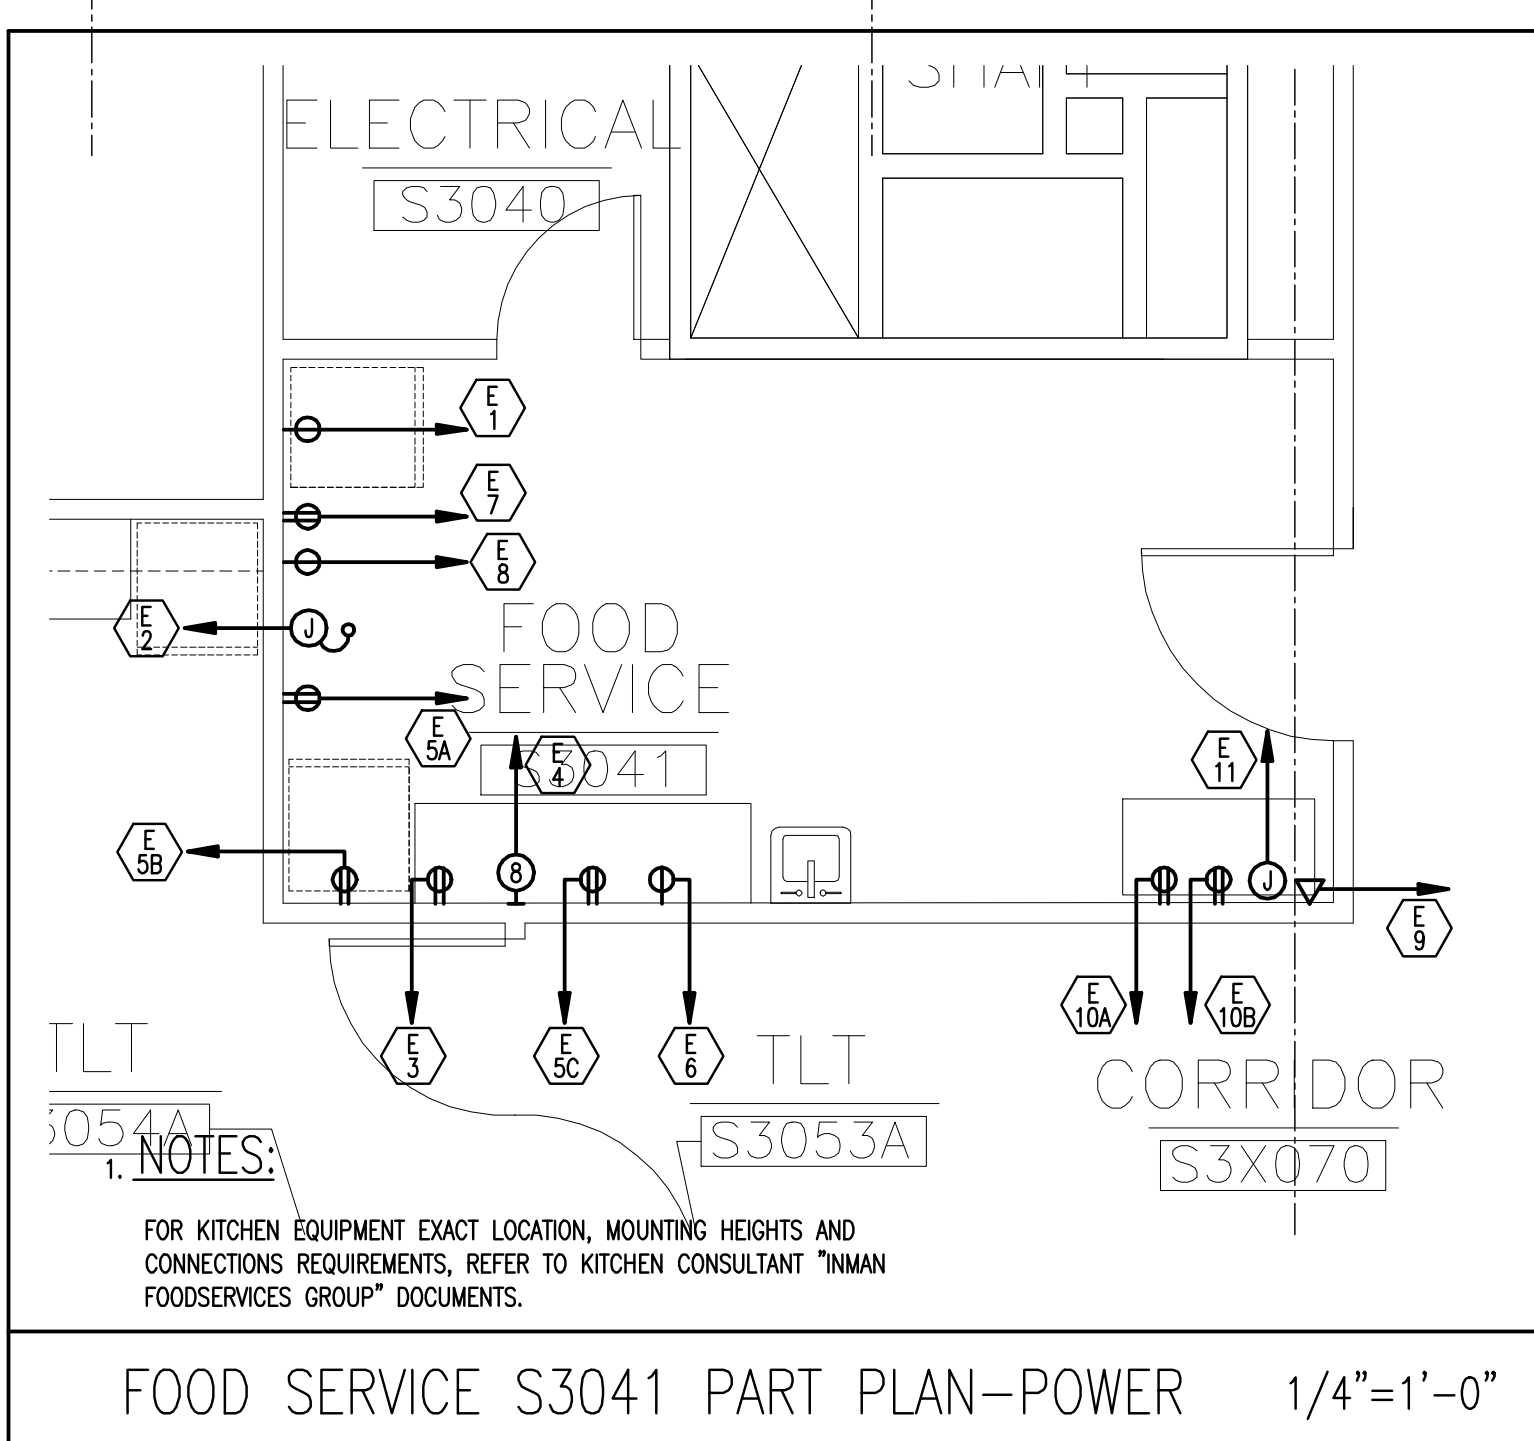 SHAFT
ELECTRICAL
S3040
E
1
E
7
E
8
E
2
J
FOOD
SERVICE
S3041
E
5A
E
4
E
11
E
5B
8
J
E
9
E
10A
E
10B
E
3
E
5C
E
6
TLT
TLT
CORRIDOR
3054A
S3053A
S3X070
1. NOTES:
FOR KITCHEN EQUIPMENT EXACT LOCATION, MOUNTING HEIGHTS AND
CONNECTIONS REQUIREMENTS, REFER TO KITCHEN CONSULTANT "INMAN
FOODSERVICES GROUP" DOCUMENTS.
FOOD SERVICE S3041 PART PLAN-POWER 1/4"=1'-0"